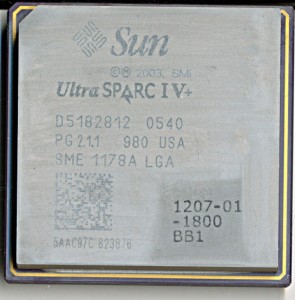 Sun
©® 2003, SMI
UltraSPARC IV+
D5182812 0540
PG 2.1.1 980 USA
SME 1178A LGA
1207-01
-1800
BB1